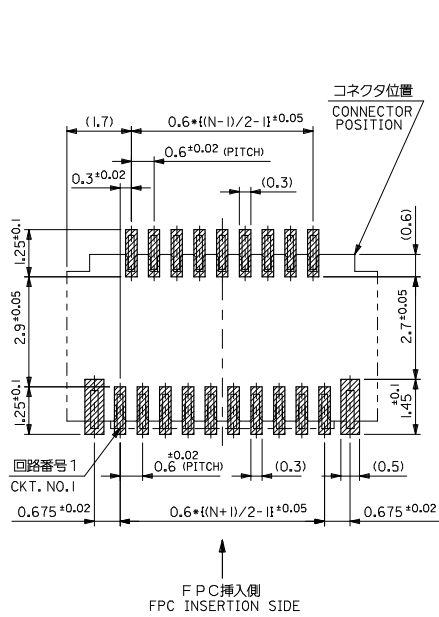 コネクタ位置
CONNECTOR
POSITION
(1.7)
0.6*{(N-1)/2-1}±0.05
0.6±0.02 (PITCH)
0.3±0.02
(0.3)
(0.6)
1.25±0.1
2.9±0.05
2.7±0.05
1.25±0.1
1.45±0.1
回路番号1
CKT. NO.1
0.6±0.02 (PITCH)
(0.3)
(0.5)
0.675±0.02
0.6*{(N+1)/2-1}±0.05
0.675±0.02
FPC挿入側
FPC INSERTION SIDE